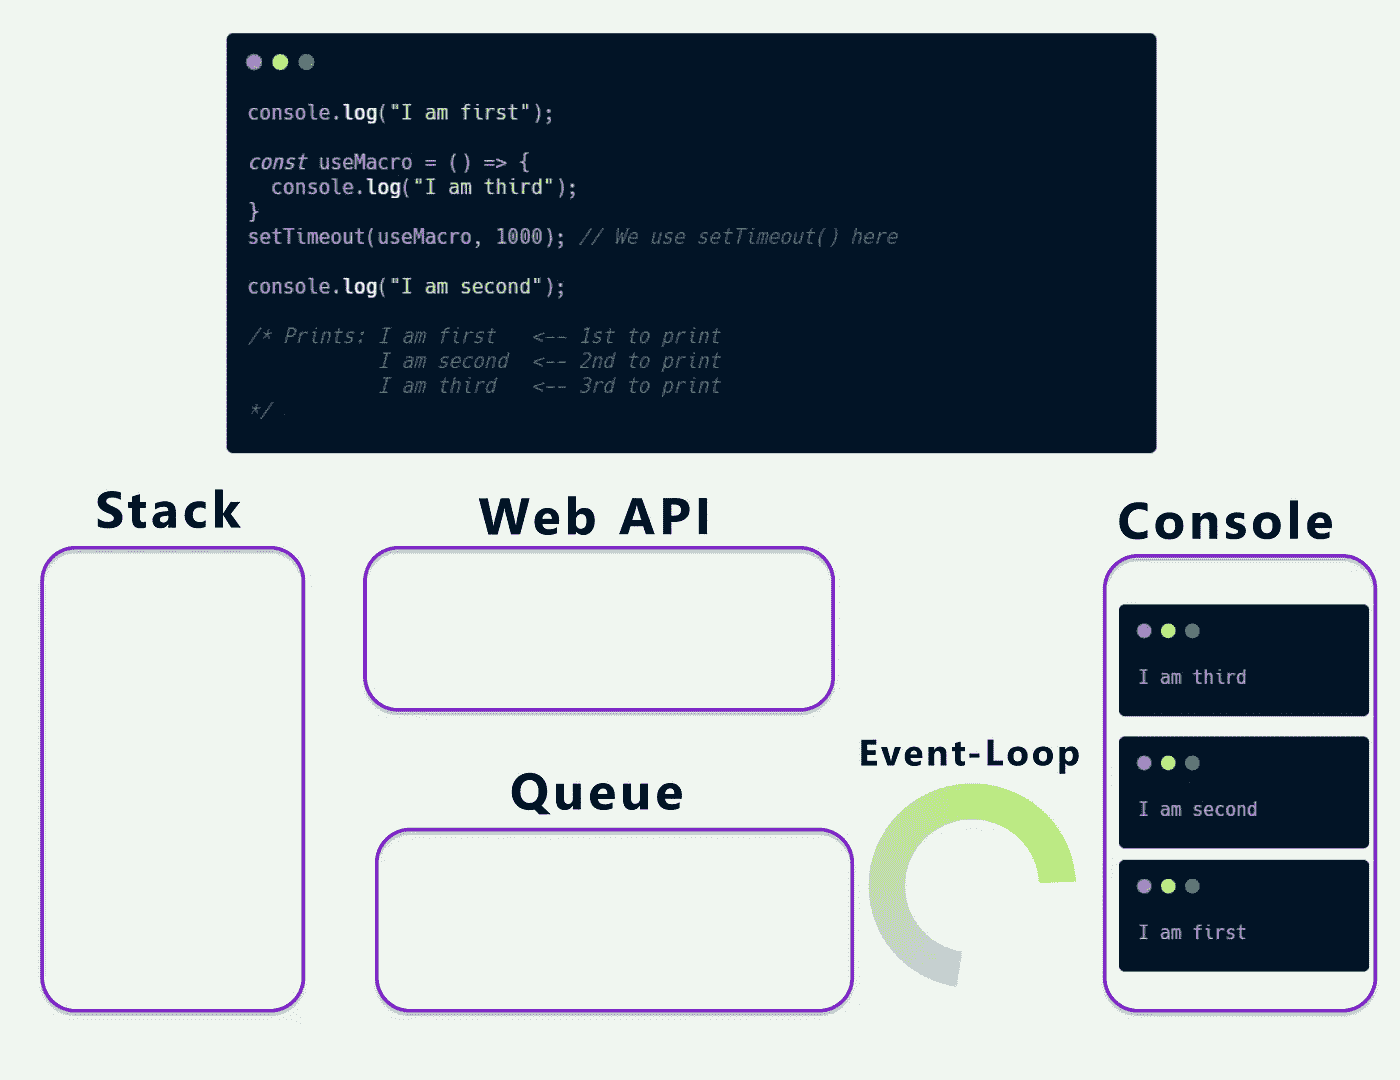 console.log("I am first");
const useMacro = () => {
  console.log("I am third");
}
setTimeout(useMacro, 1000); // We use setTimeout() here
console.log("I am second");
/* Prints: I am first   <-- 1st to print
           I am second  <-- 2nd to print
           I am third   <-- 3rd to print
*/
Stack
Web API
Queue
Event-Loop
Console
I am third
I am second
I am first